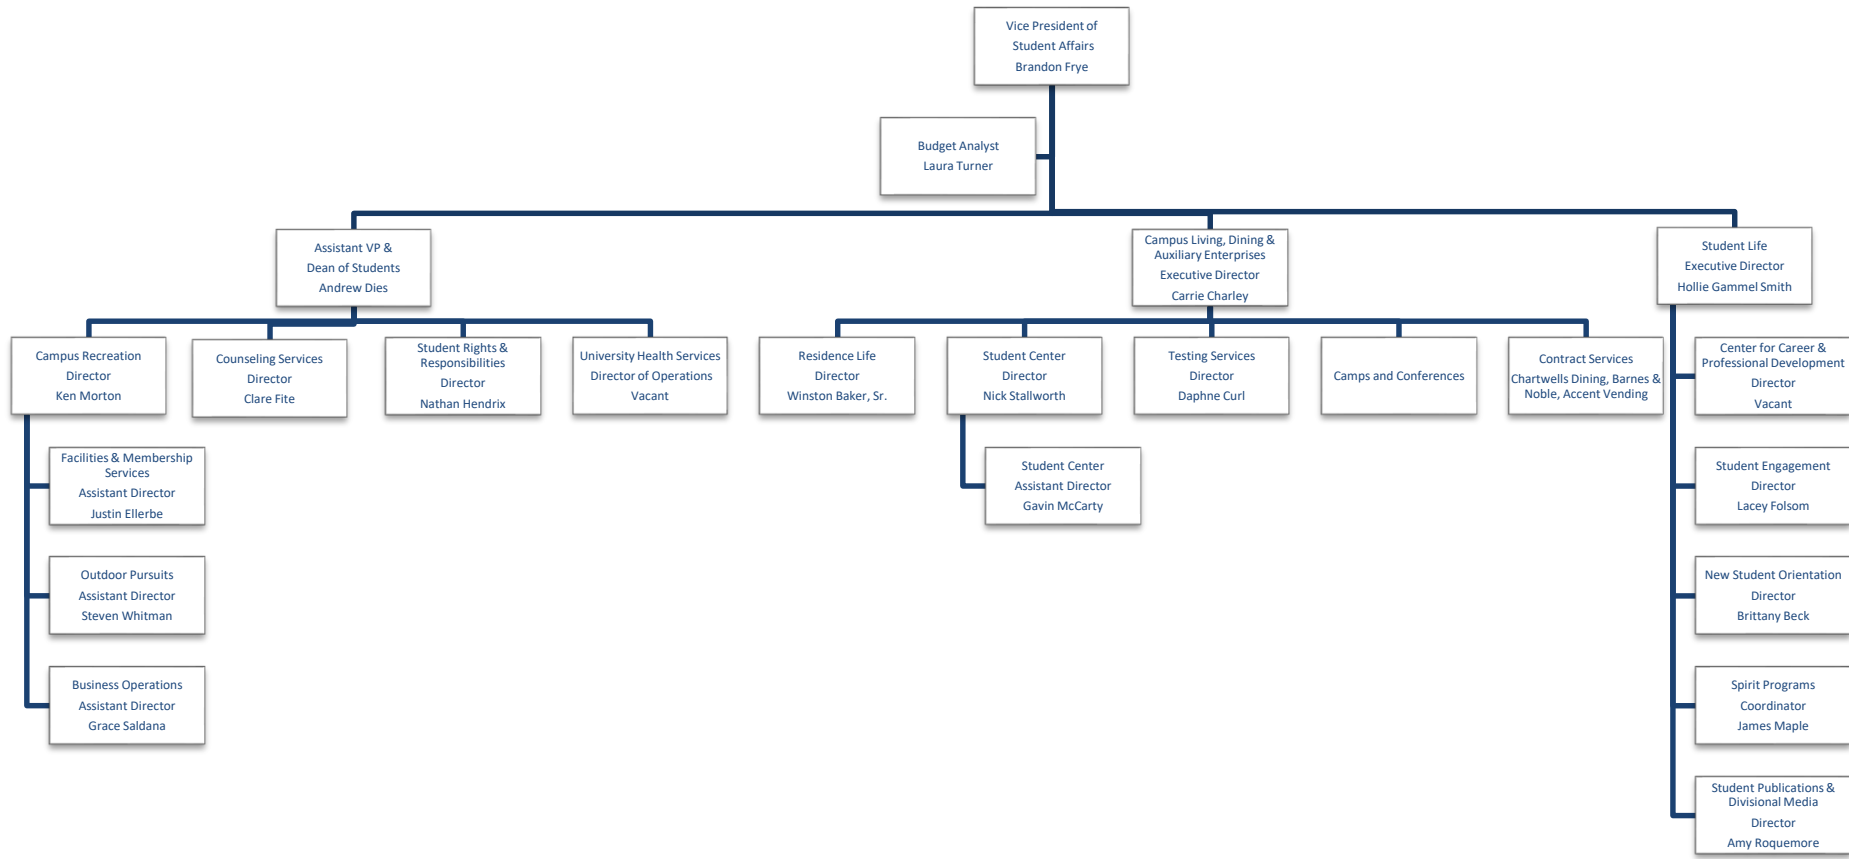 Vice President of
Student Affairs
Brandon Frye
Budget Analyst
Laura Turner
Assistant VP &
Dean of Students
Andrew Dies
Campus Living, Dining &
Auxiliary Enterprises
Executive Director
Carrie Charley
Student Life
Executive Director
Hollie Gammel Smith
Campus Recreation
Director
Ken Morton
Counseling Services
Director
Clare Fite
Student Rights &
Responsibilities
Director
Nathan Hendrix
University Health Services
Director of Operations
Vacant
Residence Life
Director
Winston Baker, Sr.
Student Center
Director
Nick Stallworth
Testing Services
Director
Daphne Curl
Camps and Conferences
Contract Services
Chartwells Dining, Barnes &
Noble, Accent Vending
Center for Career &
Professional Development
Director
Vacant
Facilities & Membership
Services
Assistant Director
Justin Ellerbe
Student Center
Assistant Director
Gavin McCarty
Student Engagement
Director
Lacey Folsom
Outdoor Pursuits
Assistant Director
Steven Whitman
New Student Orientation
Director
Brittany Beck
Business Operations
Assistant Director
Grace Saldana
Spirit Programs
Coordinator
James Maple
Student Publications &
Divisional Media
Director
Amy Roquemore